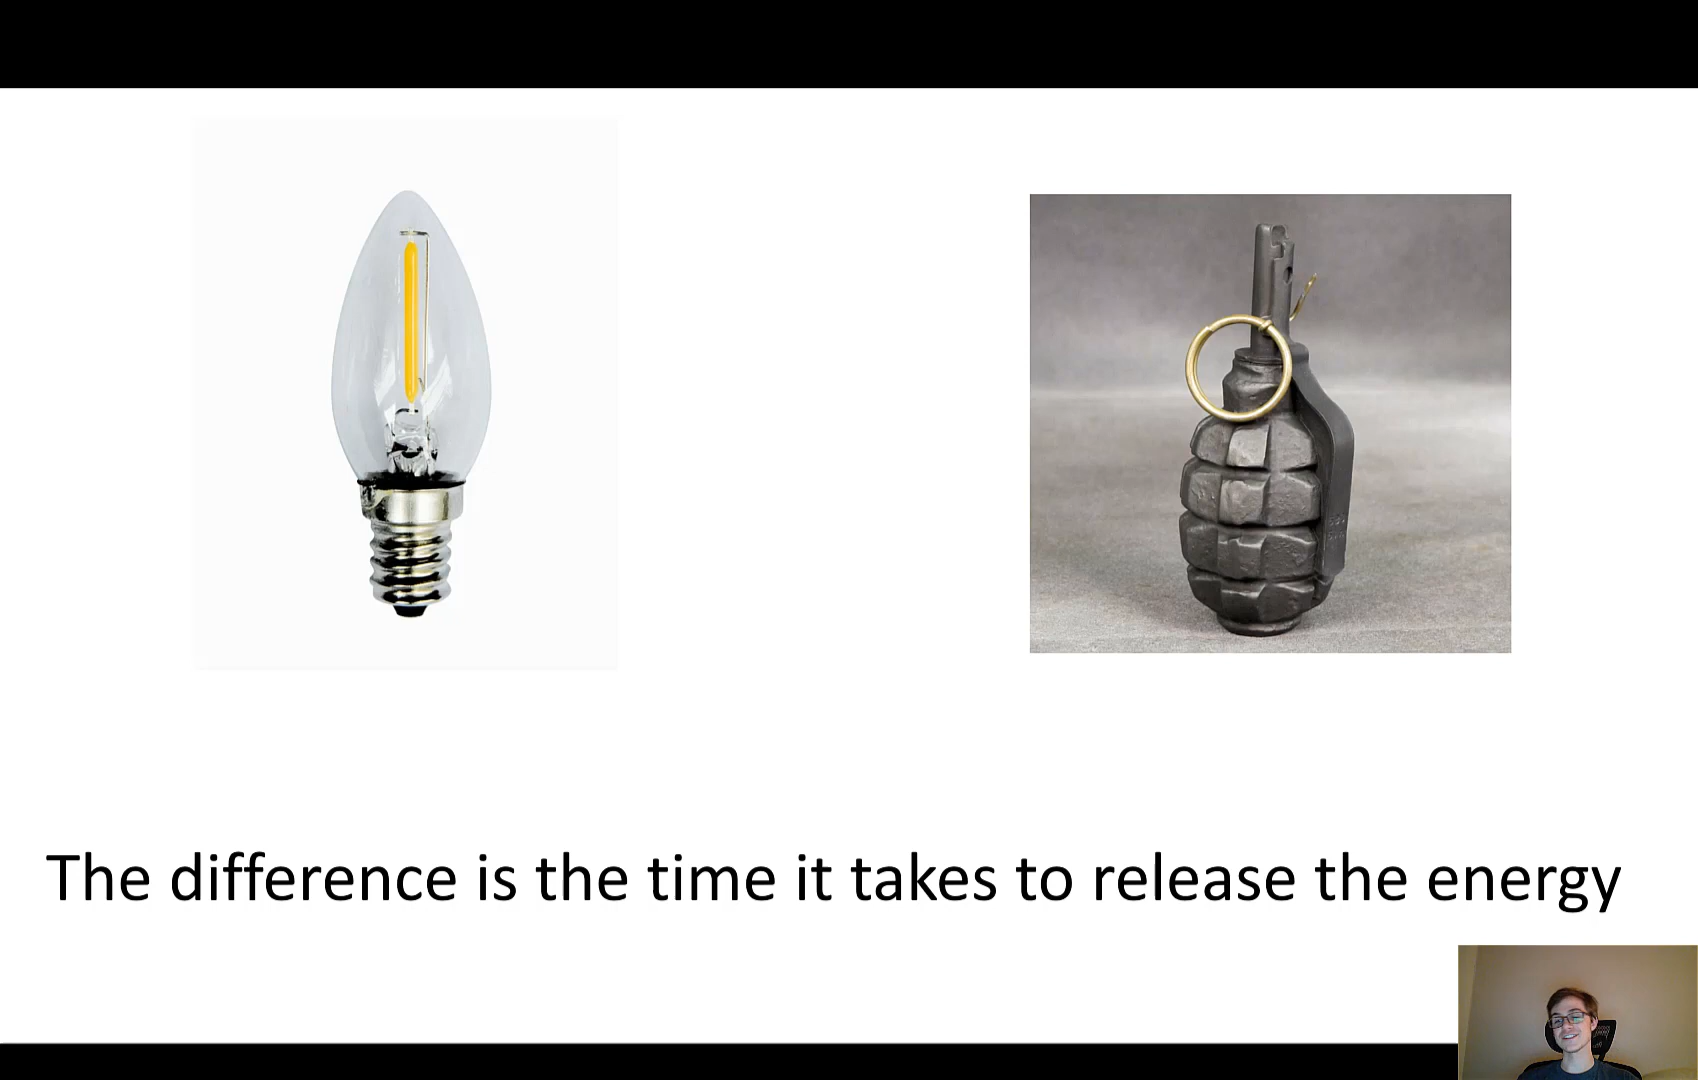 The difference is the time it takes to release the energy